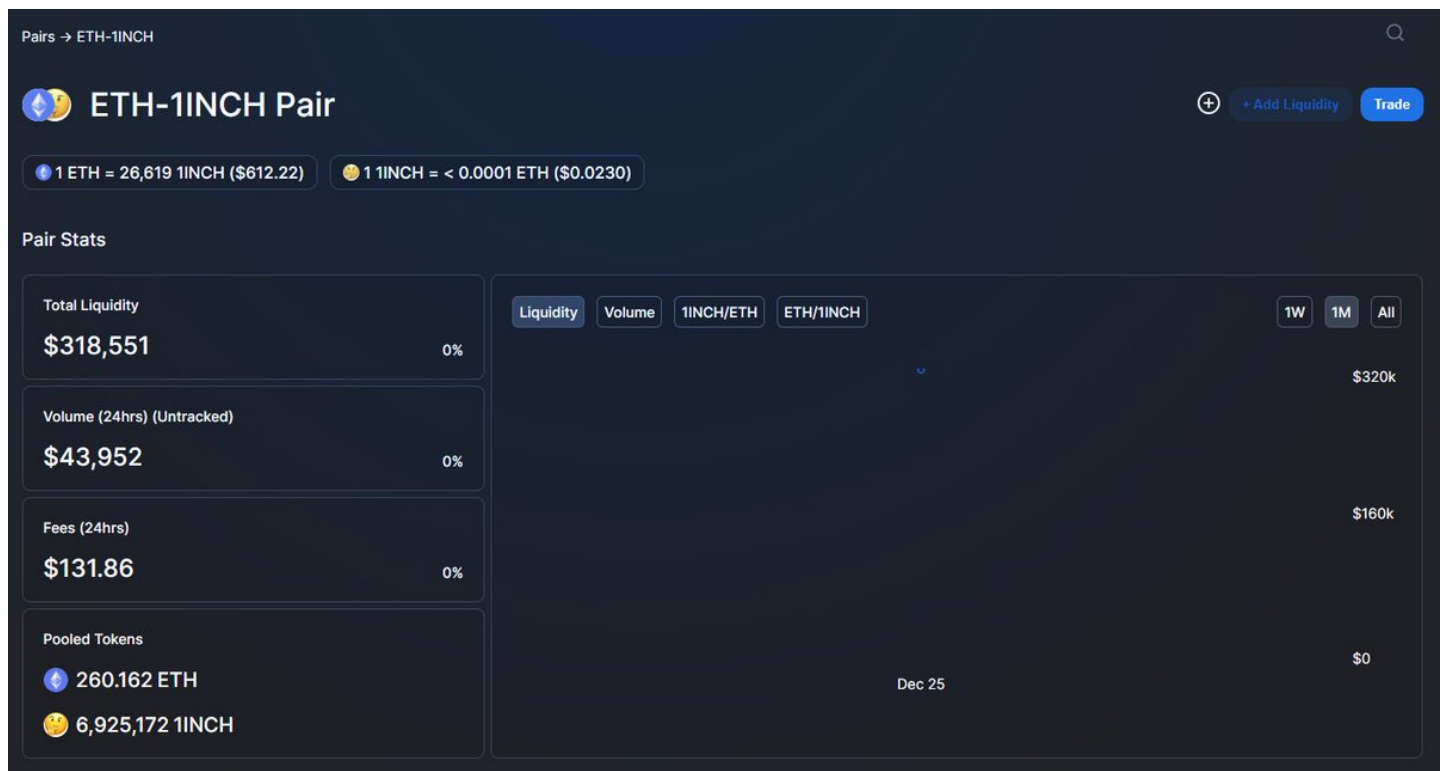 Pairs → ETH-1INCH
ETH-1INCH Pair
+ Add Liquidity
Trade
1 ETH = 26,619 1INCH ($612.22)
1 1INCH = < 0.0001 ETH ($0.0230)
Pair Stats
Total Liquidity
$318,551
0%
Volume (24hrs) (Untracked)
$43,952
0%
Fees (24hrs)
$131.86
0%
Pooled Tokens
260.162 ETH
6,925,172 1INCH
Liquidity
Volume
1INCH/ETH
ETH/1INCH
1W
1M
All
$320k
$160k
$0
Dec 25